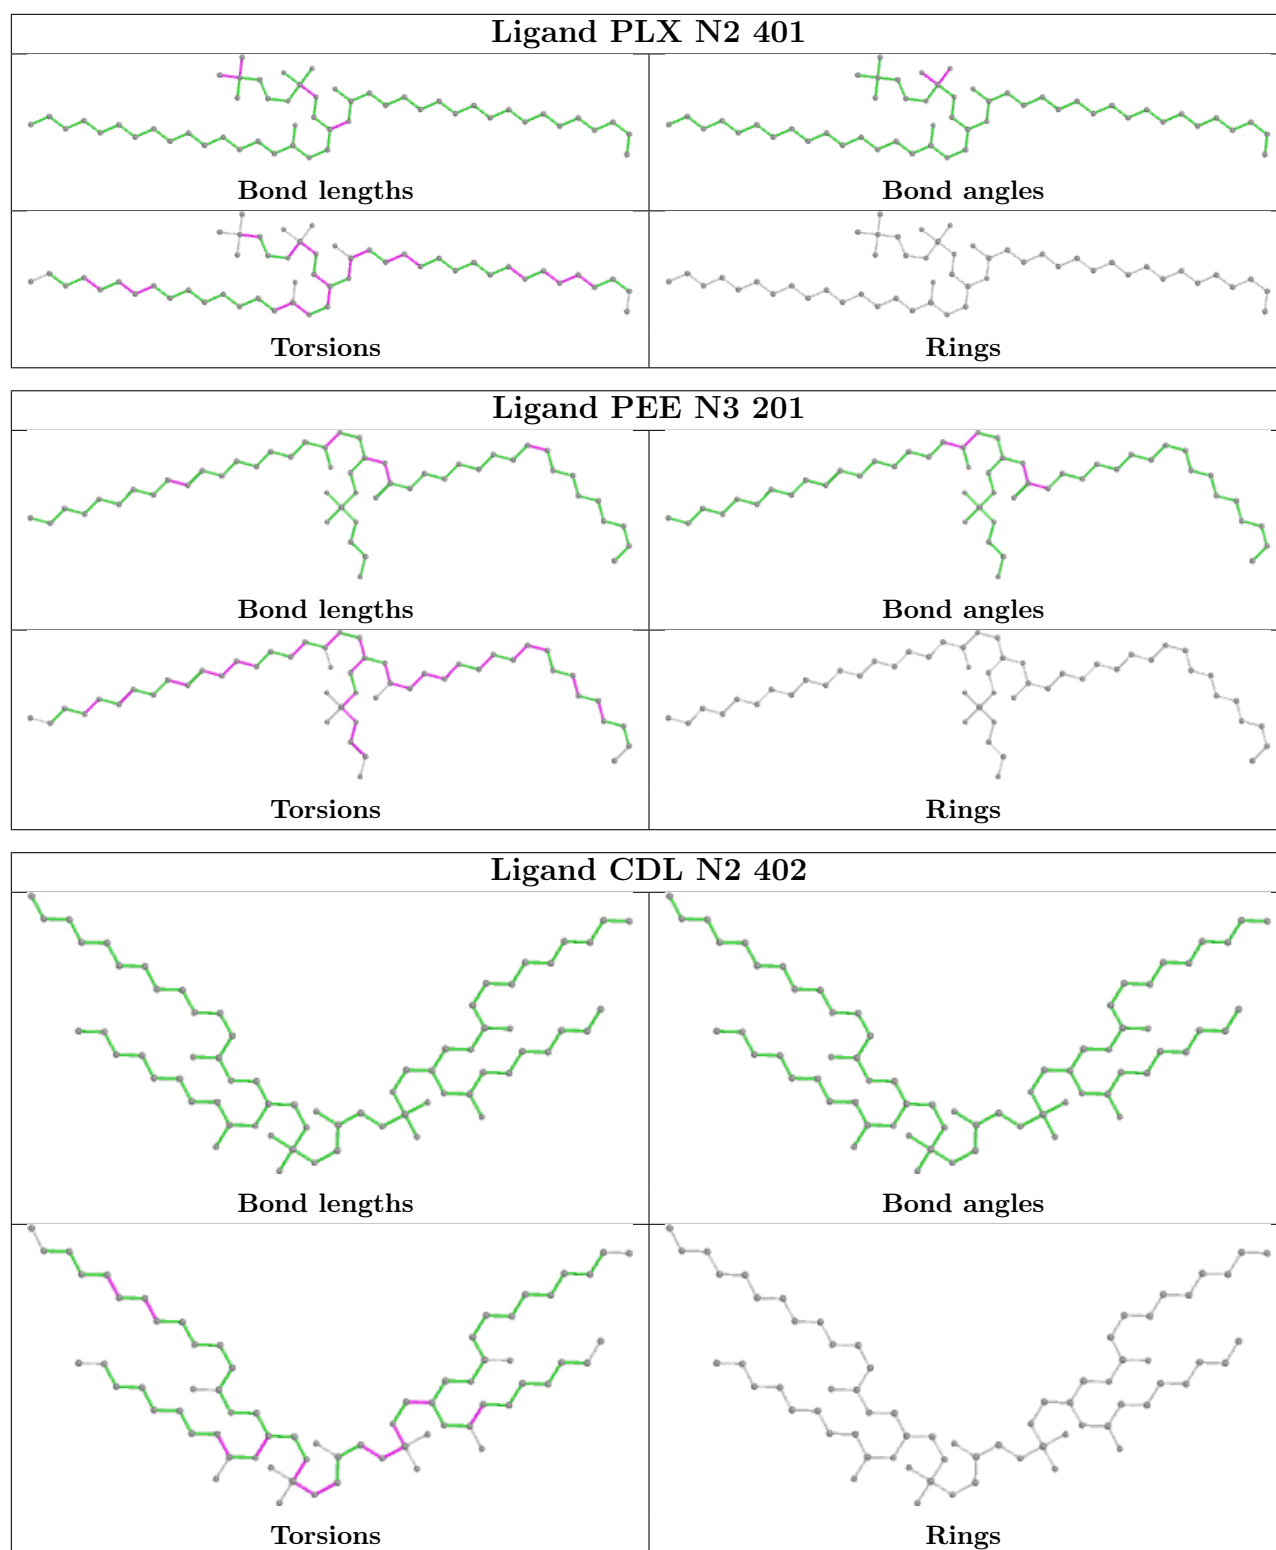 Ligand PLX N2 401
Bond lengths
Bond angles
Torsions
Rings
Ligand PEE N3 201
Bond lengths
Bond angles
Torsions
Rings
Ligand CDL N2 402
Bond lengths
Bond angles
Torsions
Rings